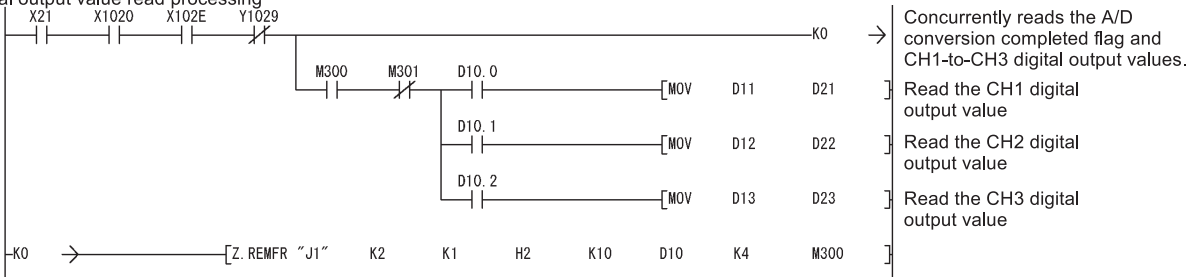 al output value read processing
X21 X1020 X102E Y1029
K0
Concurrently reads the A/D
conversion completed flag and
CH1-to-CH3 digital output values.
M300 M301 D10.0
[MOV D11 D21 ]
Read the CH1 digital
output value
D10.1
[MOV D12 D22 ]
Read the CH2 digital
output value
D10.2
[MOV D13 D23 ]
Read the CH3 digital
output value
K0 [Z.REMFR "J1" K2 K1 H2 K10 D10 K4 M300 ]